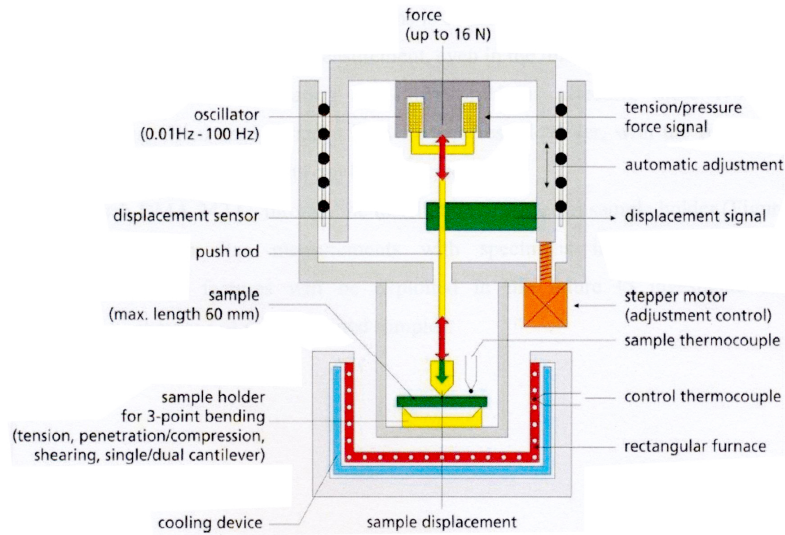 force
(up to 16 N)
oscillator
(0.01Hz - 100 Hz)
tension/pressure
force signal
automatic adjustment
displacement sensor
displacement signal
push rod
sample
(max. length 60 mm)
stepper motor
(adjustment control)
sample thermocouple
sample holder
for 3-point bending
(tension, penetration/compression,
shearing, single/dual cantilever)
control thermocouple
rectangular furnace
cooling device
sample displacement